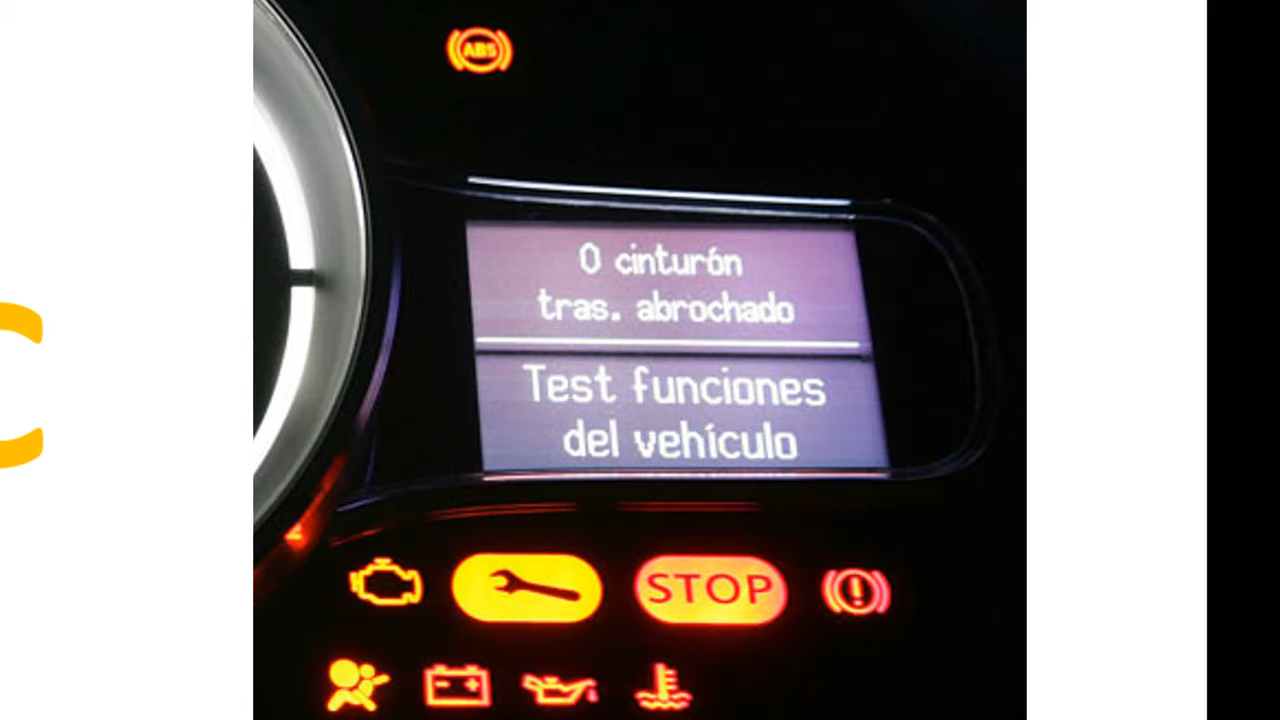 ABS
0 cinturón
tras. abrochado
Test funciones
del vehículo
STOP